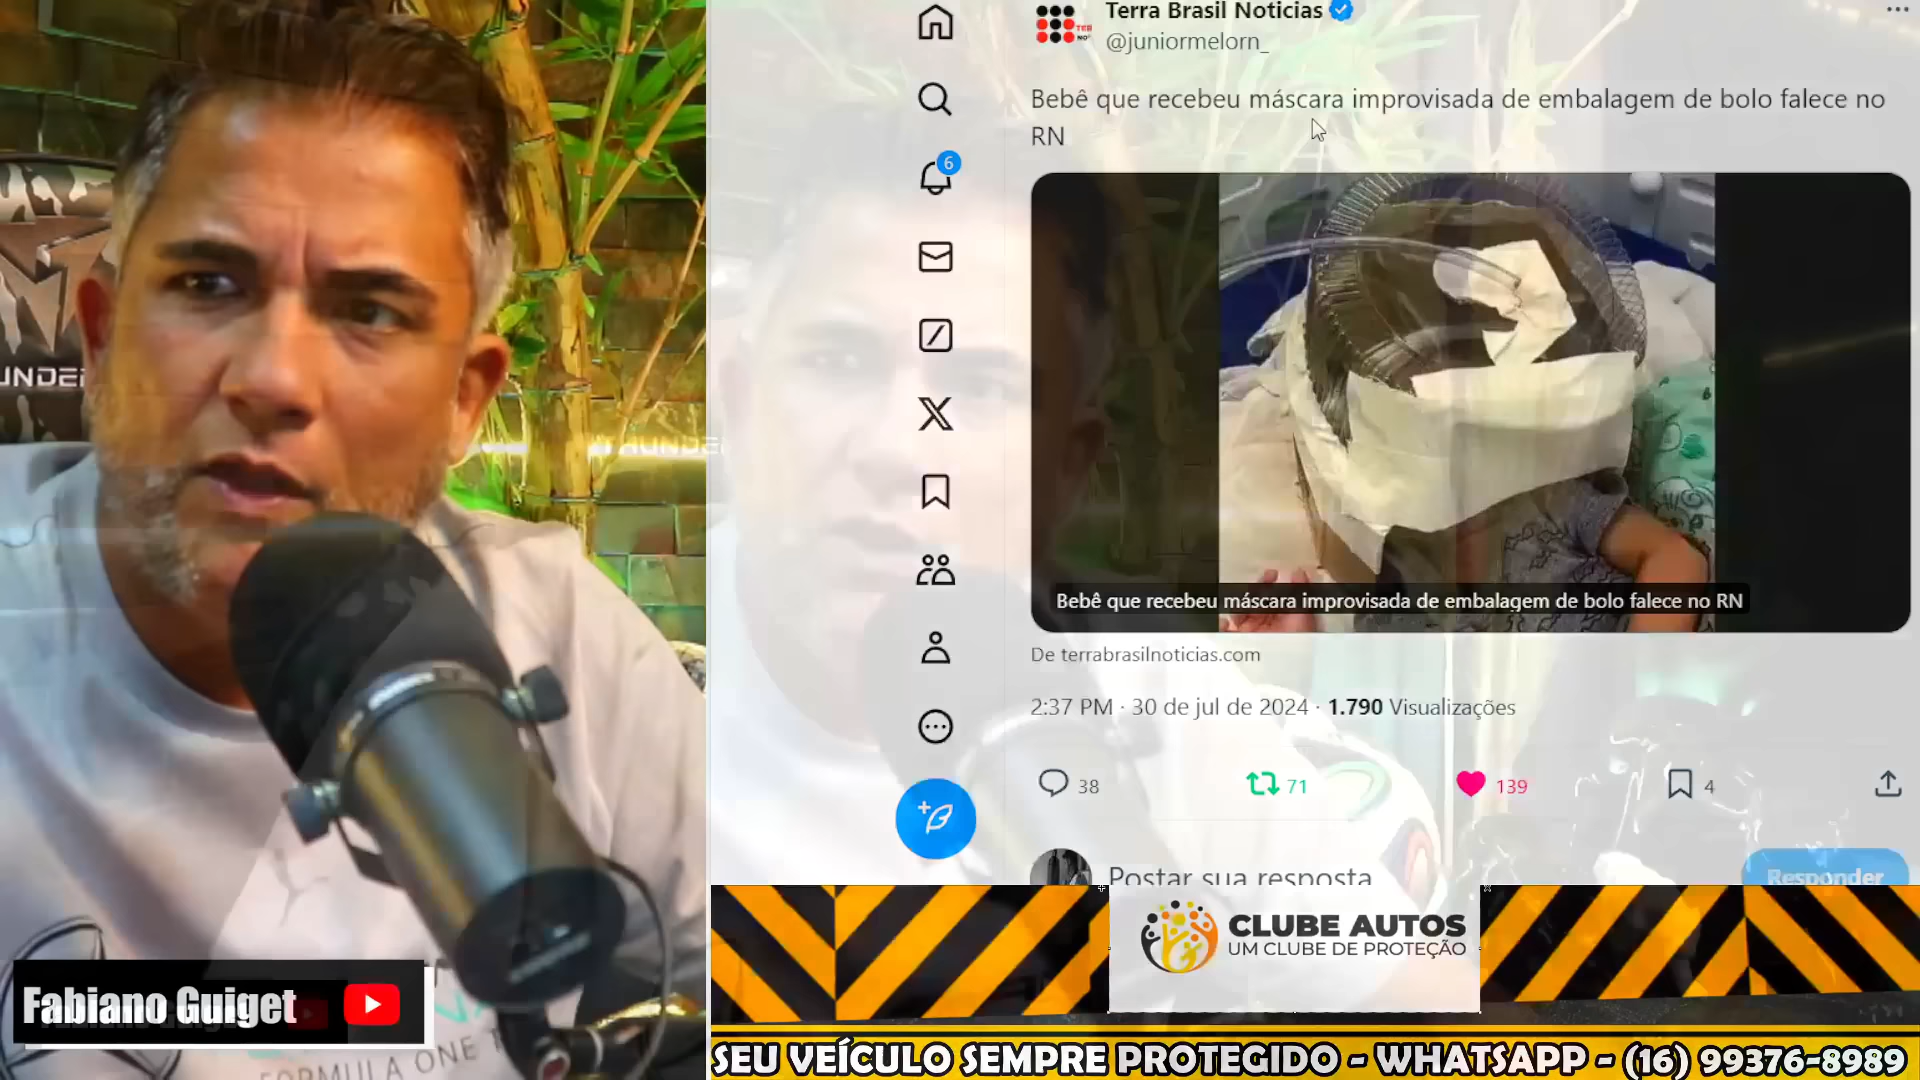 Terra Brasil Noticias
@juniormelorn_
Bebê que recebeu máscara improvisada de embalagem de bolo falece no
RN
6
Bebê que recebeu máscara improvisada de embalagem de bolo falece no RN
De terrabrasilnoticias.com
2:37 PM · 30 de jul de 2024 · 1.790 Visualizações
38
71
139
4
Postar sua resposta
Responder
CLUBE AUTOS
UM CLUBE DE PROTEÇÃO
Fabiano Guiget
FORMULA ONE
SEU VEÍCULO SEMPRE PROTEGIDO - WHATSAPP - (16) 99376-8989